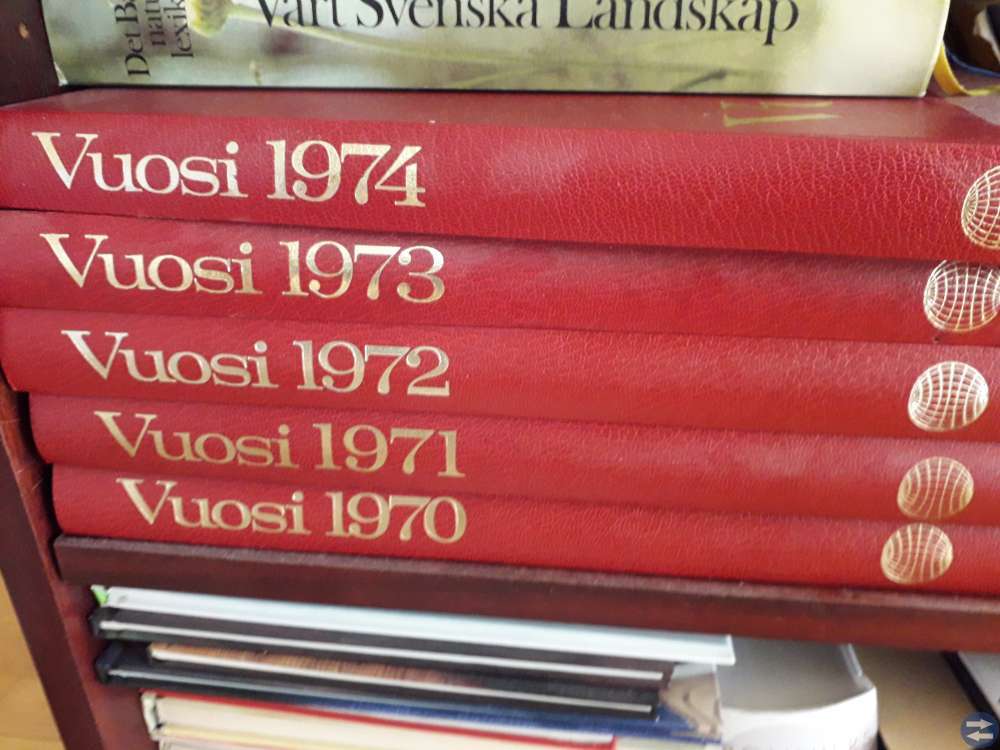 Vårt Svenska Landskap
Vuosi 1974
Vuosi 1973
Vuosi 1972
Vuosi 1971
Vuosi 1970